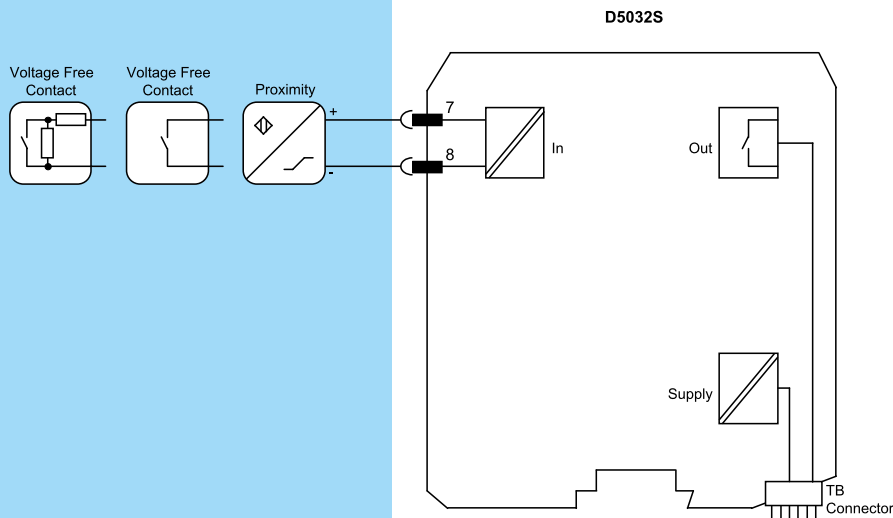 D5032S
Voltage Free
Contact
Voltage Free
Contact
Proximity
+
-
7
8
In
Out
Supply
TB
Connector